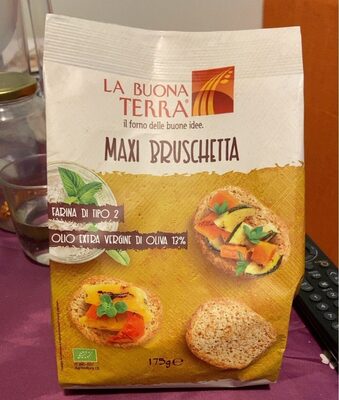 LA BUONA
TERRA®
il forno delle buone idee.
MAXI BRUSCHETTA
FARINA DI TIPO 2
OLIO EXTRA VERGINE DI OLIVA 13%
175g e